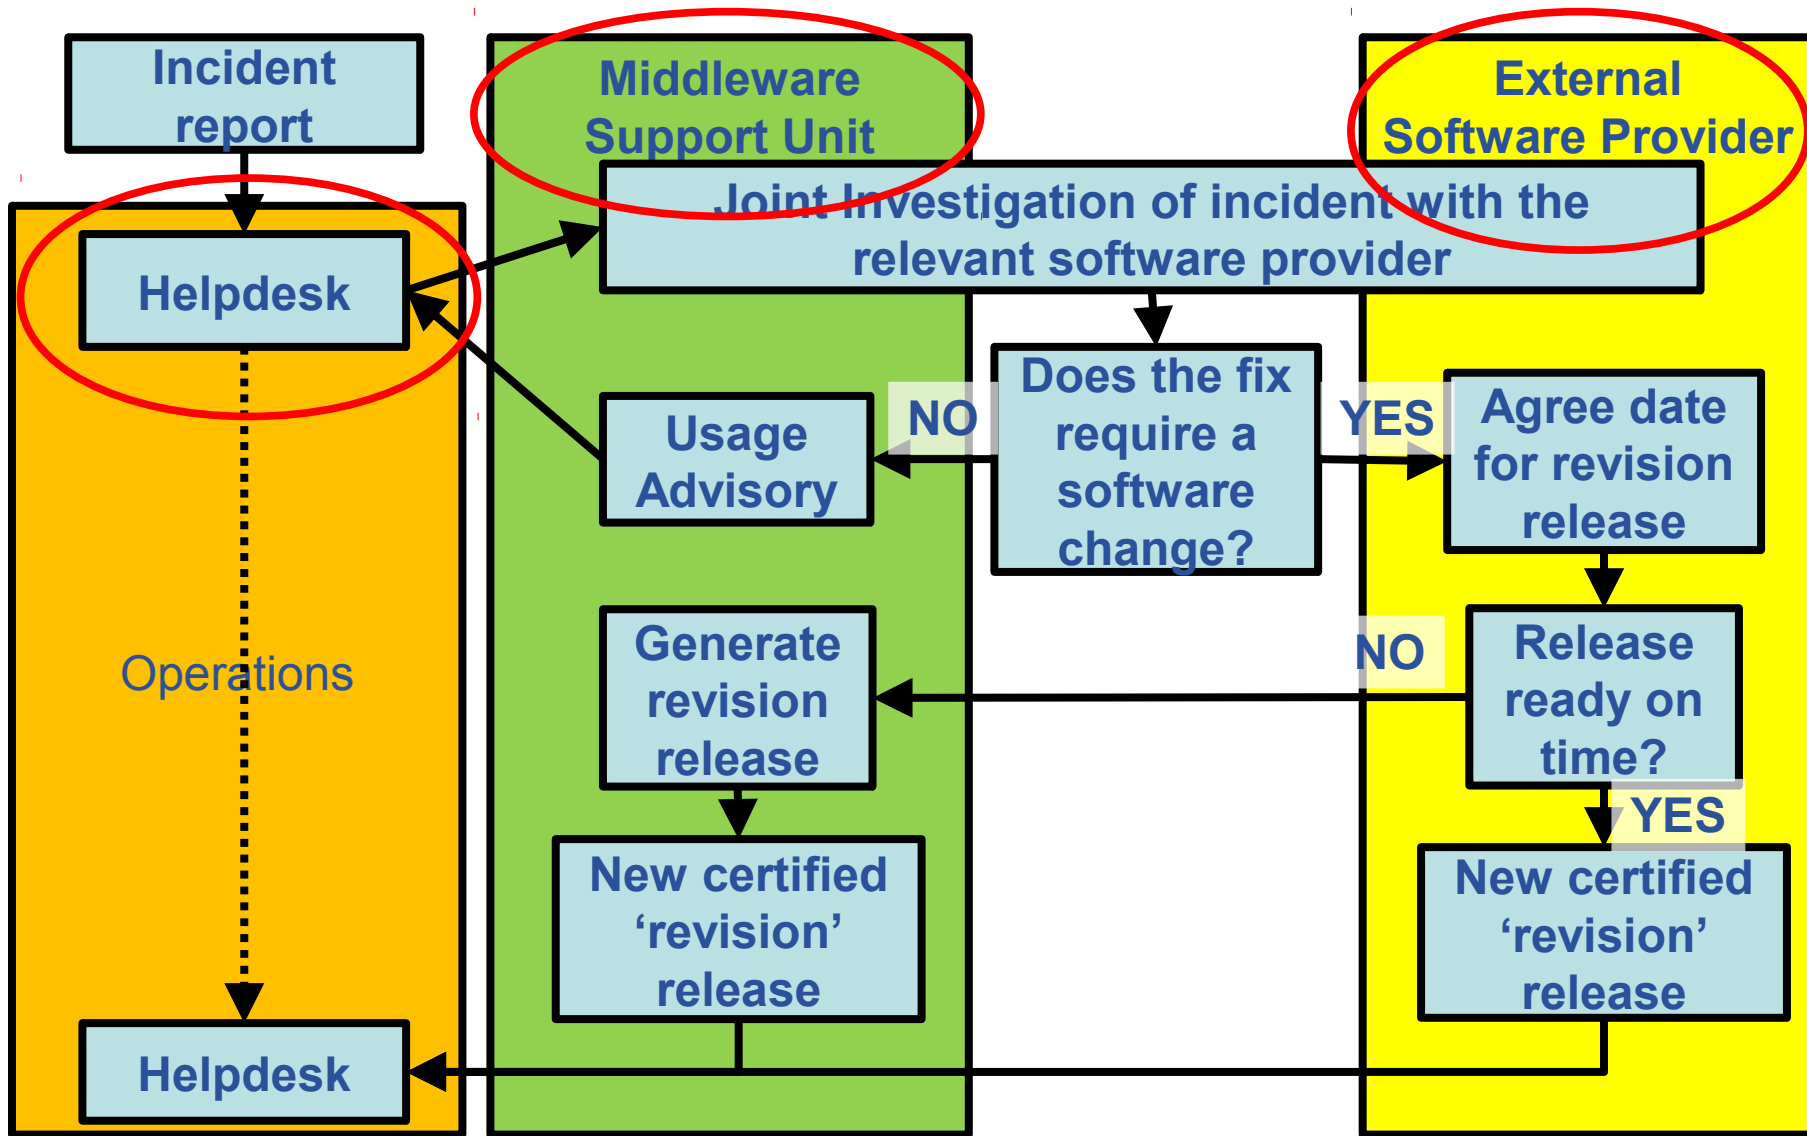 Incident
report
Middleware
Support Unit
External
Software Provider
Joint Investigation of incident with the
relevant software provider
Helpdesk
Does the fix
require a
software
change?
NO
YES
Usage
Advisory
Agree date
for revision
release
Operations
Generate
revision
release
NO
Release
ready on
time?
YES
New certified
‘revision’
release
New certified
‘revision’
release
Helpdesk